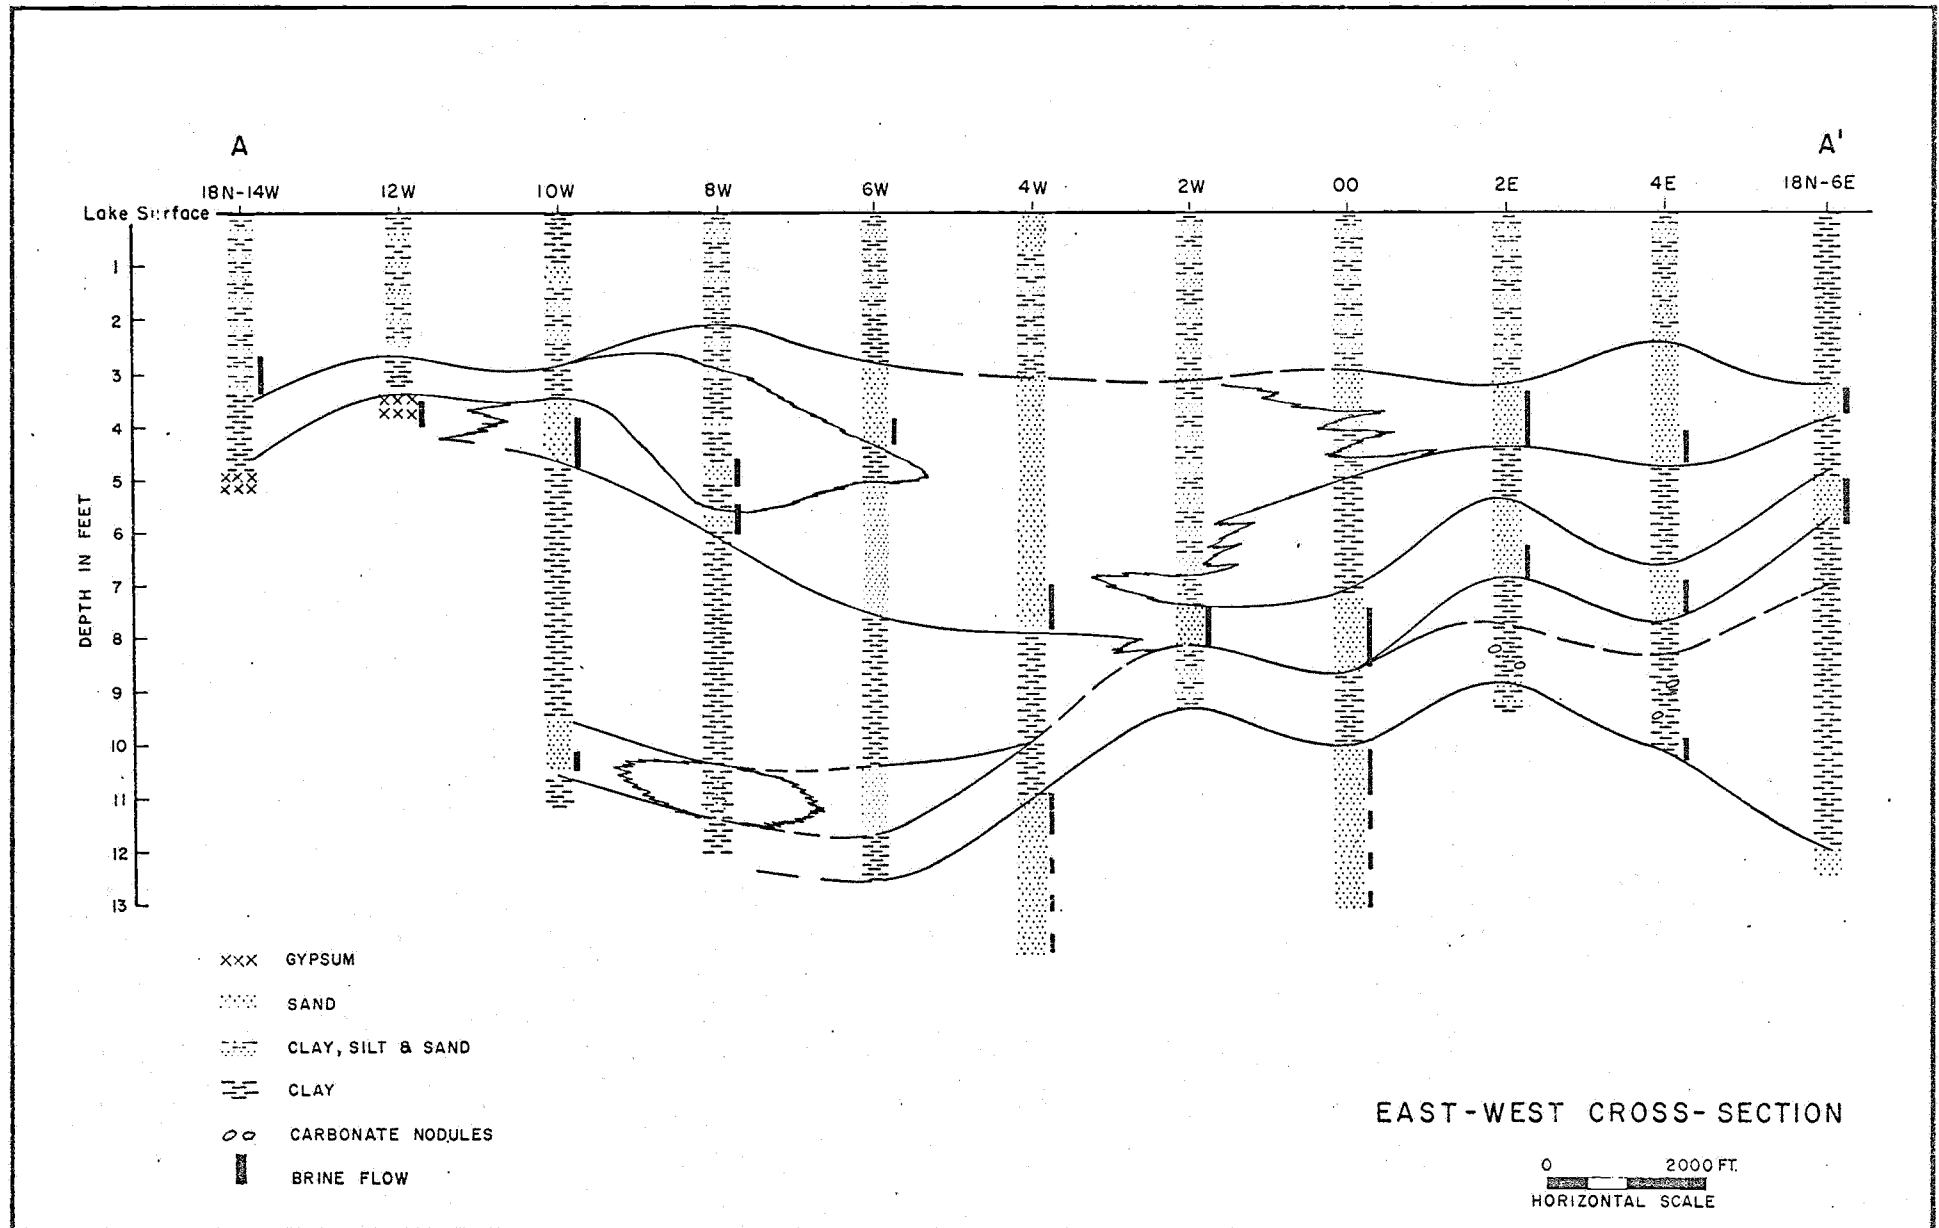 A A'
18N-14W 12W 10W 8W 6W 4W 2W 00 2E 4E 18N-6E
Lake Surface
1
2
3
4
5
6
7
8
9
10
11
12
13
DEPTH IN FEET
XXX GYPSUM
SAND
CLAY, SILT & SAND
CLAY
CARBONATE NODULES
BRINE FLOW
EAST-WEST CROSS-SECTION
0 2000 FT.
HORIZONTAL SCALE